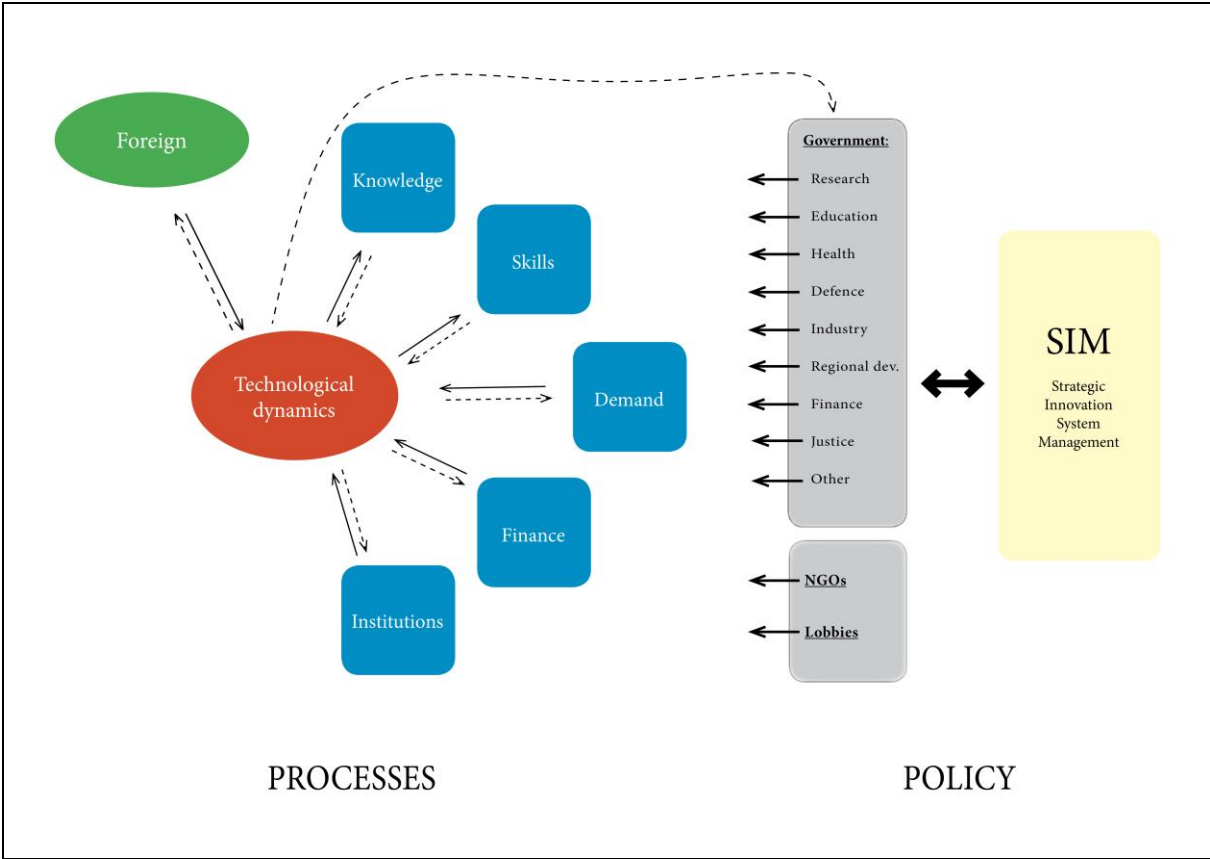 Foreign
Knowledge
Skills
Technological
dynamics
Demand
Finance
Institutions
Government:
Research
Education
Health
Defence
Industry
Regional dev.
Finance
Justice
Other
NGOs
Lobbies
SIM
Strategic
Innovation
System
Management
PROCESSES
POLICY